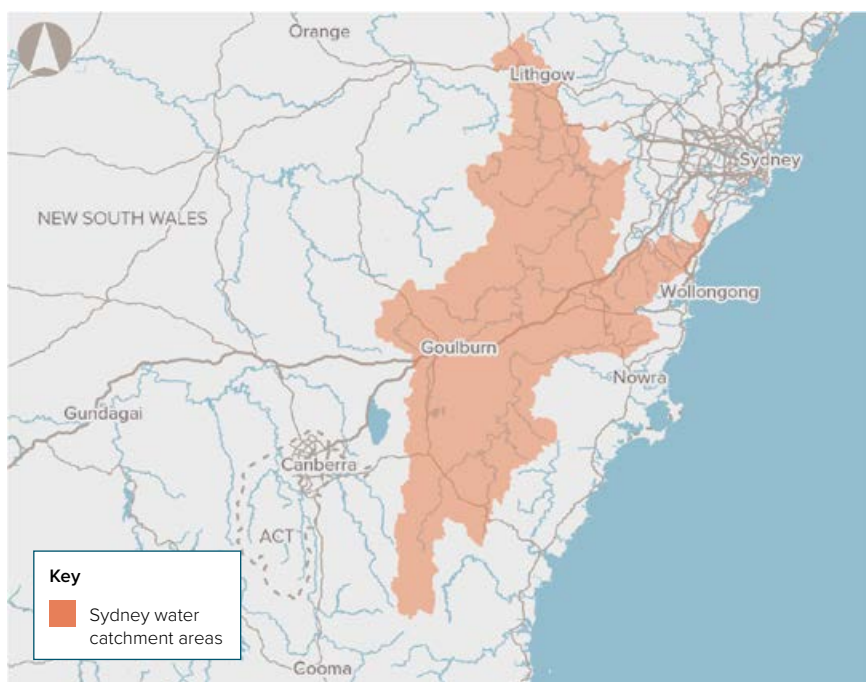 Orange
Lithgow
Sydney
NEW SOUTH WALES
Wollongong
Goulburn
Nowra
Gundagai
Canberra
ACT
Key
Sydney water
catchment areas
Cooma